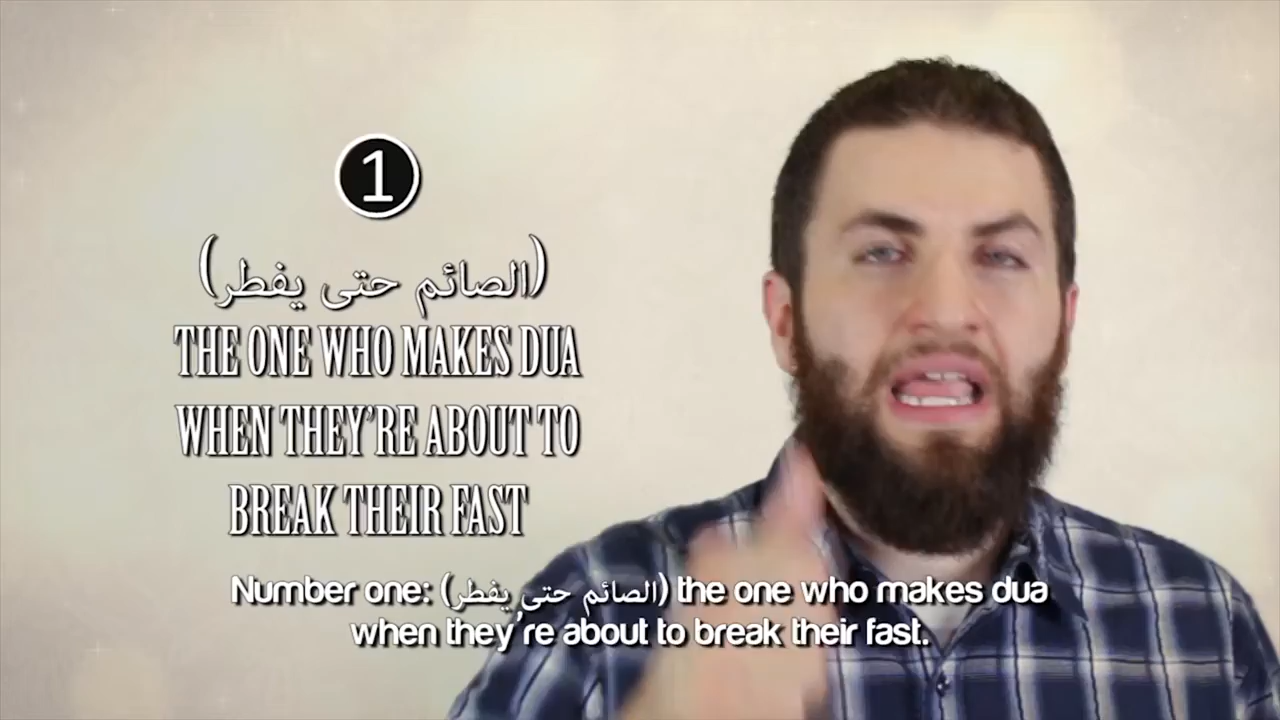 1
(الصائم حتى يفطر)
THE ONE WHO MAKES DUA
WHEN THEY'RE ABOUT TO
BREAK THEIR FAST
Number one: (الصائم حتى يفطر) the one who makes dua
when they're about to break their fast.